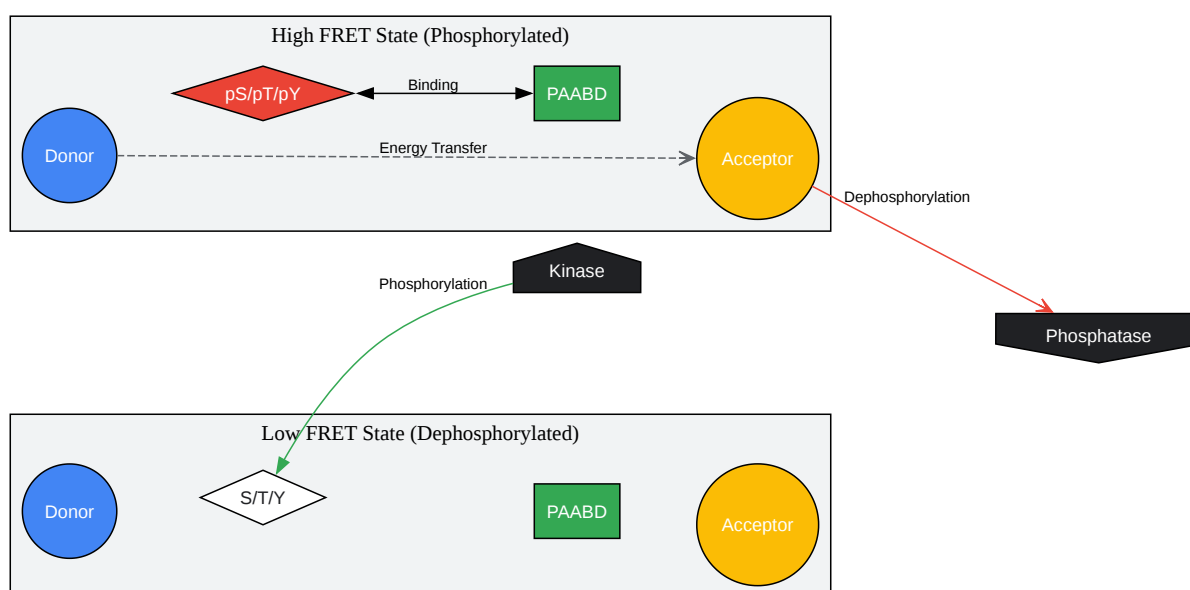 High FRET State (Phosphorylated)
pS/pT/pY
Binding
PAABD
Donor
Energy Transfer
Acceptor
Dephosphorylation
Kinase
Phosphorylation
Phosphatase
Low FRET State (Dephosphorylated)
Donor
S/T/Y
PAABD
Acceptor